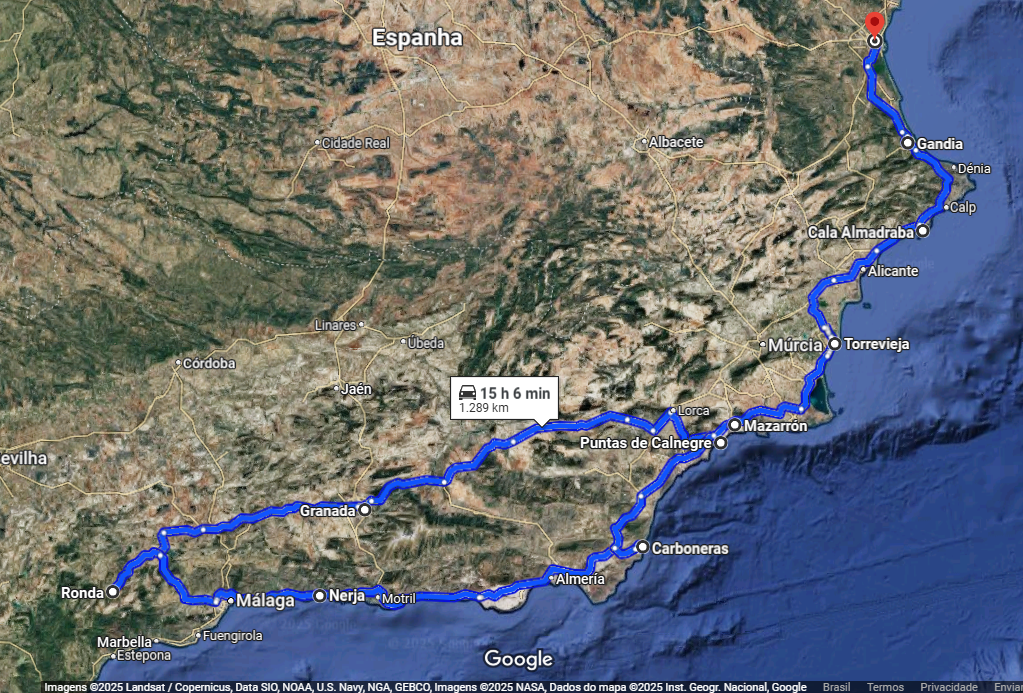 Espanha
Cidade Real
Albacete
Gandia
Dénia
Calp
Cala Almadraba
Alicante
Linares
Úbeda
Múrcia
Torrevieja
Córdoba
Jaén
15 h 6 min
1.289 km
Lorca
Mazarrón
Puntas de Calnegre
evilha
Granada
Carboneras
Almería
Ronda
Málaga
Nerja
Motril
Marbella
Fuengirola
Estepona
Google
Imagens ©2025 Landsat / Copernicus, Data SIO, NOAA, U.S. Navy, NGA, GEBCO, Imagens ©2025 NASA, Dados do mapa ©2025 Inst. Geogr. Nacional, Google Brasil Termos Privacidade Enviar